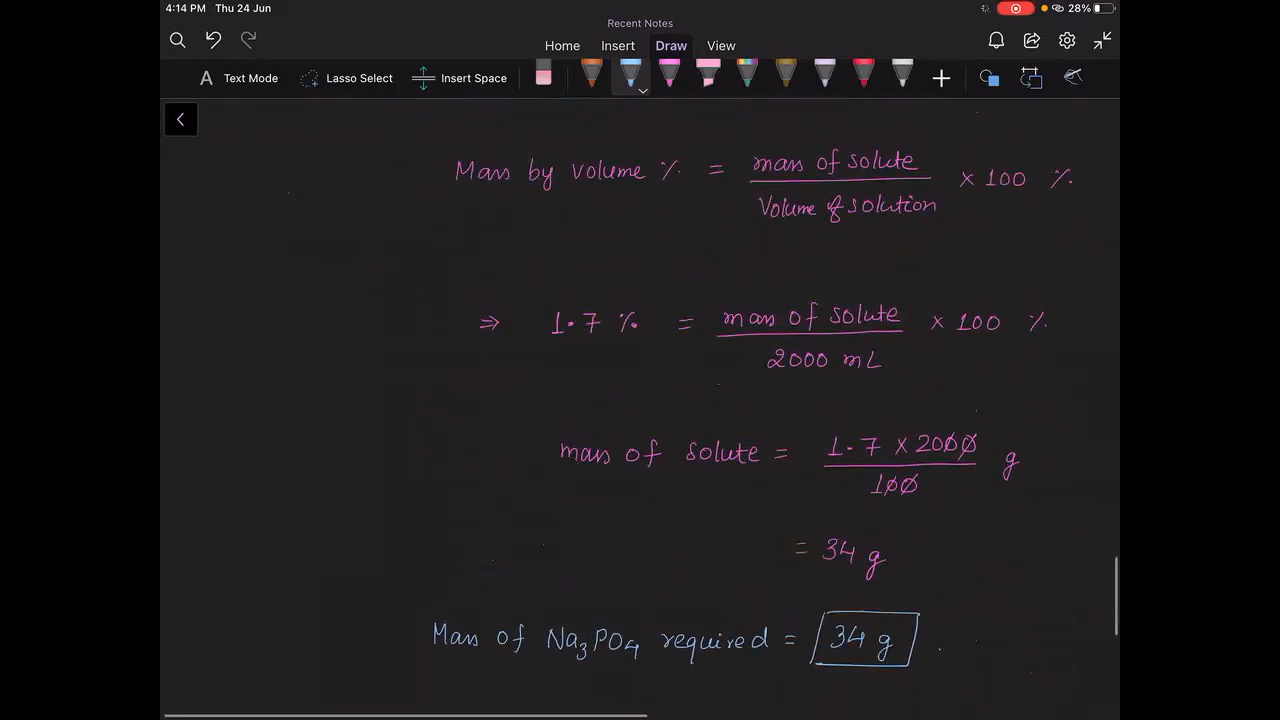 4:14 PM Thu 24 Jun
28%
Recent Notes
Home Insert Draw View
A Text Mode Lasso Select Insert Space
Mass by volume % = mass of solute / Volume of solution × 100 %
⇒ 1.7 % = mass of solute / 2000 mL × 100 %
mass of solute = 1.7 × 2000 / 100 g
= 34 g
Mass of Na₃PO₄ required = 34 g